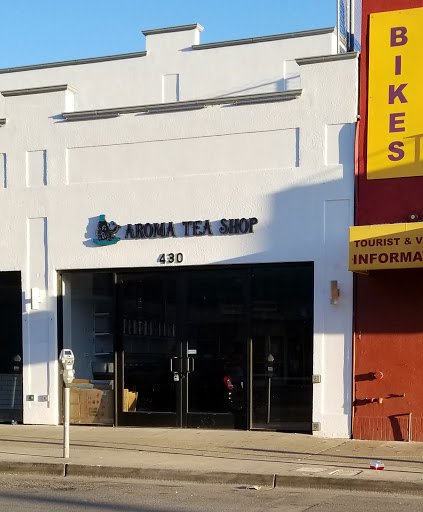 BIKES
AROMA TEA SHOP
430
TOURIST & V
INFORMA